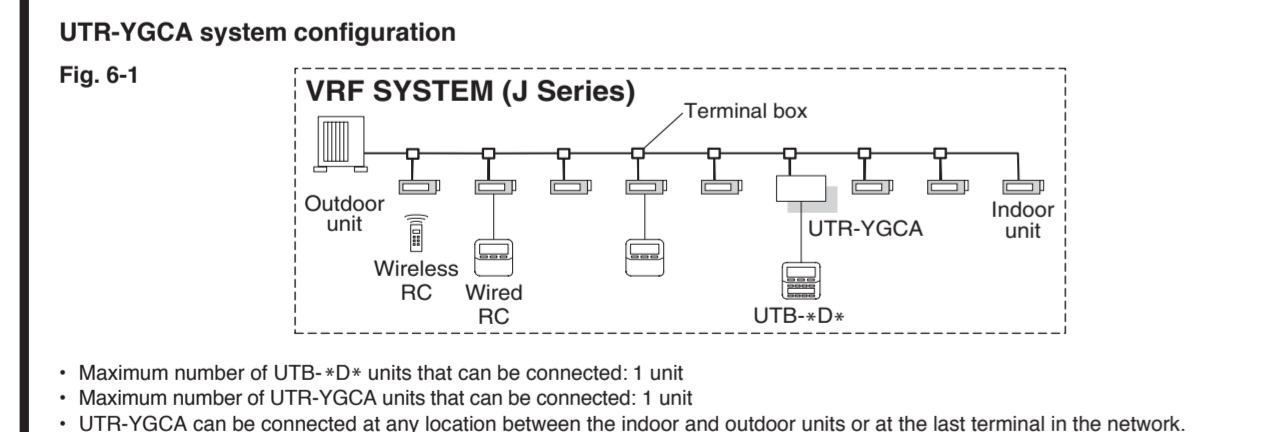 UTR-YGCA system configuration
Fig. 6-1
VRF SYSTEM (J Series)
Terminal box
Outdoor
unit
Indoor
unit
UTR-YGCA
Wireless
RC
Wired
RC
UTB-*D*
• Maximum number of UTB-*D* units that can be connected: 1 unit
• Maximum number of UTR-YGCA units that can be connected: 1 unit
• UTR-YGCA can be connected at any location between the indoor and outdoor units or at the last terminal in the network.